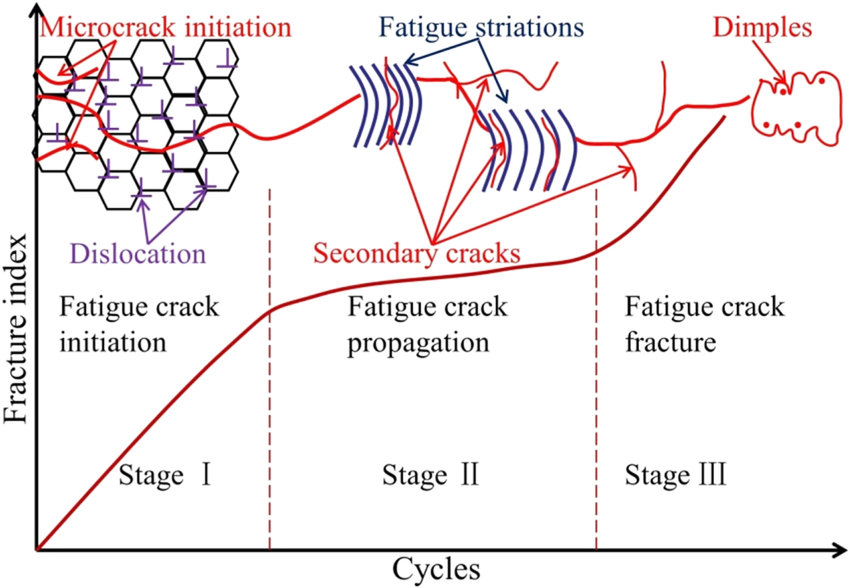 Microcrack initiation
Fatigue striations
Dimples
Dislocation
Secondary cracks
Fracture index
Fatigue crack
initiation
Fatigue crack
propagation
Fatigue crack
fracture
Stage Ⅰ
Stage Ⅱ
Stage Ⅲ
Cycles